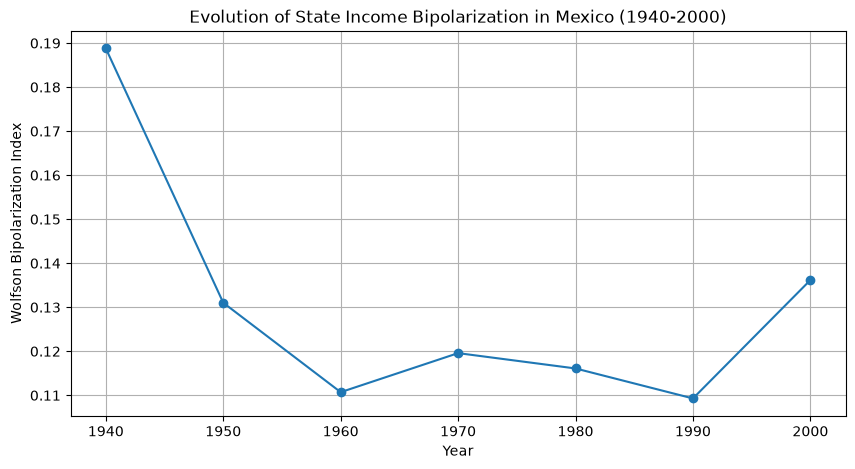 Evolution of State Income Bipolarization in Mexico (1940-2000)
Wolfson Bipolarization Index
0.19
0.18
0.17
0.16
0.15
0.14
0.13
0.12
0.11
1940 1950 1960 1970 1980 1990 2000
Year